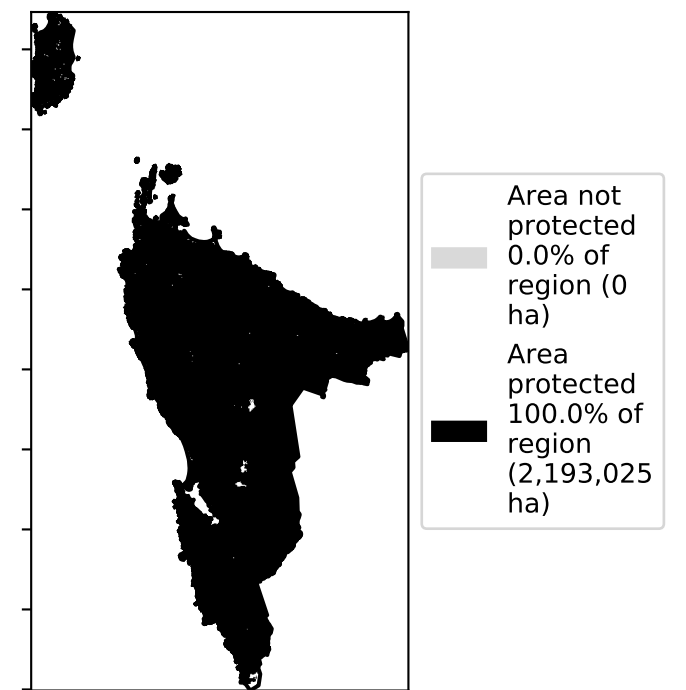 Area not
protected
0.0% of
region (0
ha)
Area
protected
100.0% of
region
(2,193,025
ha)